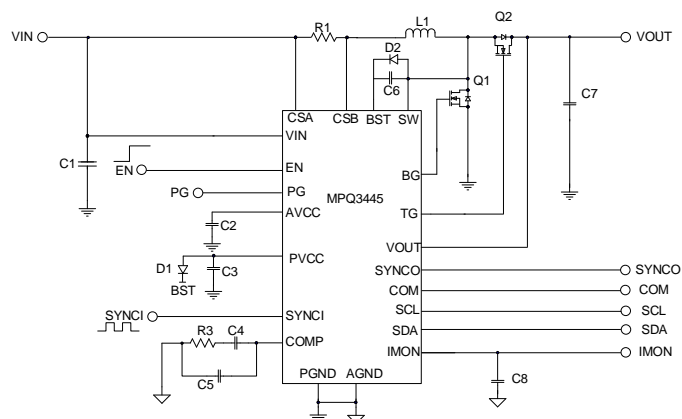 Q2
VIN R1 L1 VOUT
D2
C6 Q1
C7
CSA CSB BST SW
VIN
C1
EN EN
BG
PG PG
MPQ3445
AVCC TG
C2
VOUT
PVCC
D1 C3
SYNCO SYNCO
BST
COM COM
SCL SCL
SYNCI SYNCI
SDA SDA
R3 C4
COMP IMON IMON
C5
PGND AGND C8